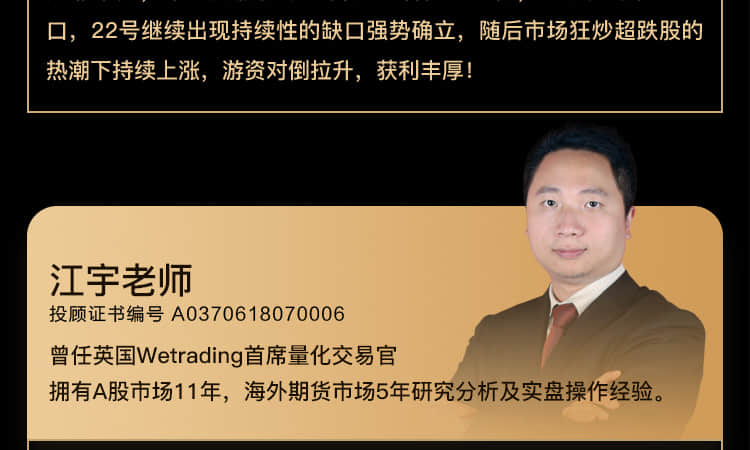 口，22号继续出现持续性的缺口强势确立，随后市场狂炒超跌股的
热潮下持续上涨，游资对倒拉升，获利丰厚！
江宇老师
投顾证书编号 A0370618070006
曾任英国Wetrading首席量化交易官
拥有A股市场11年，海外期货市场5年研究分析及实盘操作经验。